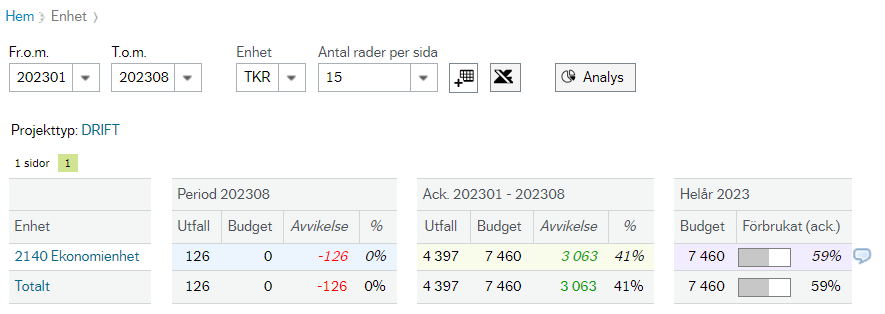 Hem Enhet
Fr.o.m. T.o.m. Enhet Antal rader per sida
202301 202308 TKR 15 Analys
Projekttyp: DRIFT
1 sidor 1
Period 202308 Ack. 202301 - 202308 Helår 2023
Enhet Utfall Budget Avvikelse % Utfall Budget Avvikelse % Budget Förbrukat (ack.)
2140 Ekonomienhet 126 0 -126 0% 4 397 7 460 3 063 41% 7 460 59%
Totalt 126 0 -126 0% 4 397 7 460 3 063 41% 7 460 59%